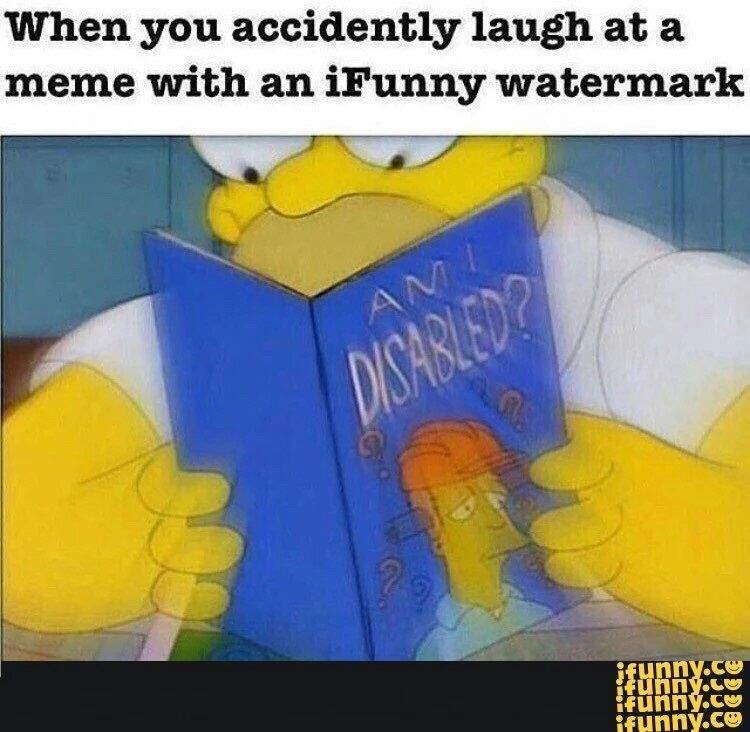 When you accidently laugh at a
meme with an iFunny watermark
AM I
DISABLED?
? ?
?
? ?
ifunny.co
ifunny.co
ifunny.co
ifunny.co